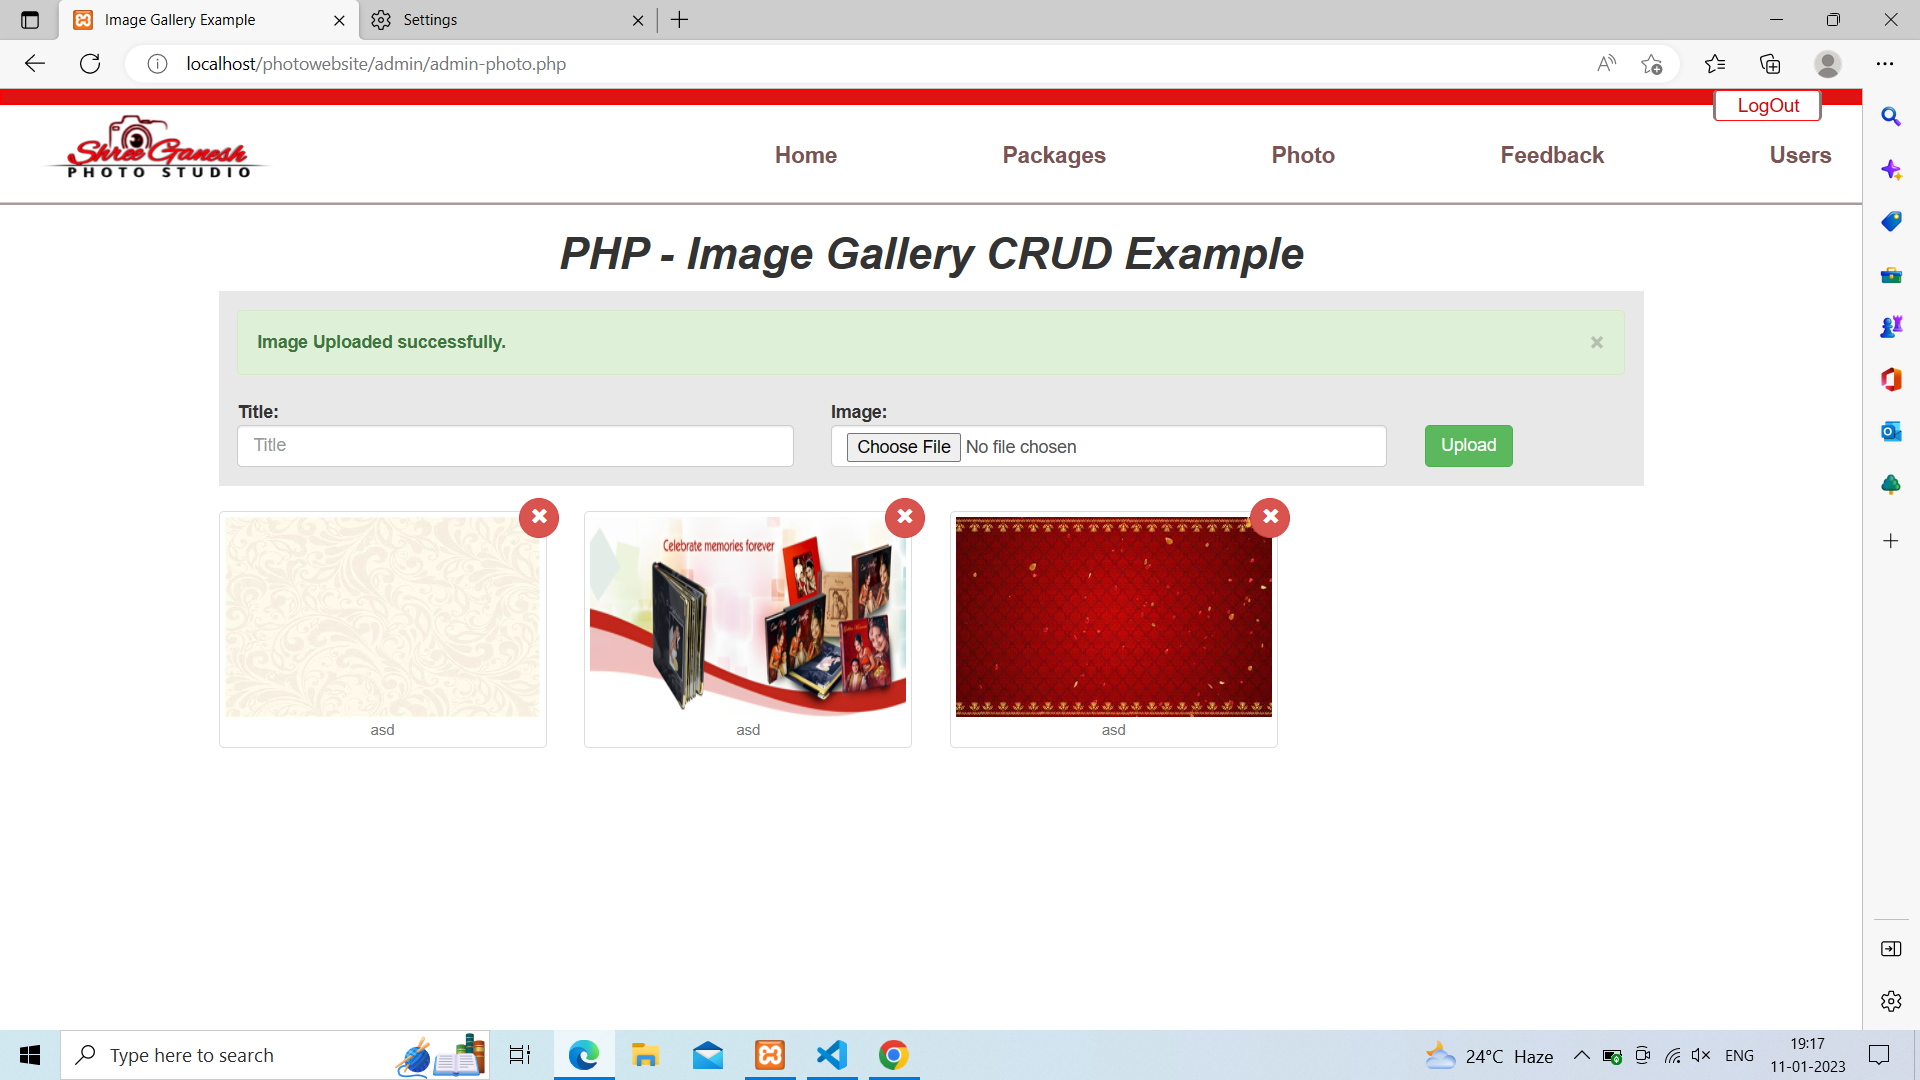 Image Gallery Example
Settings
localhost/photowebsite/admin/admin-photo.php
LogOut
Shree Ganesh
PHOTO STUDIO
Home
Packages
Photo
Feedback
Users
PHP - Image Gallery CRUD Example
Image Uploaded successfully.
Title:
Image:
Title
Choose File No file chosen
Upload
Celebrate memories forever
asd
asd
asd
Type here to search
24°C Haze
ENG
19:17
11-01-2023